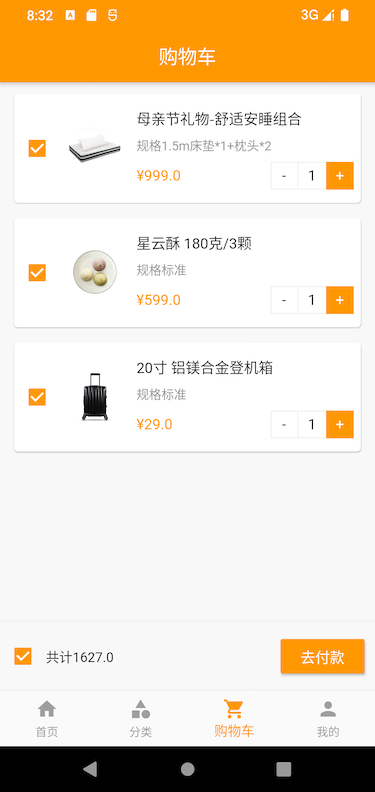 8:32 A 3G
购物车
母亲节礼物-舒适安睡组合
规格1.5m床垫*1+枕头*2
¥999.0 - 1 +
星云酥 180克/3颗
规格标准
¥599.0 - 1 +
20寸 铝镁合金登机箱
规格标准
¥29.0 - 1 +
共计1627.0 去付款
首页 分类 购物车 我的